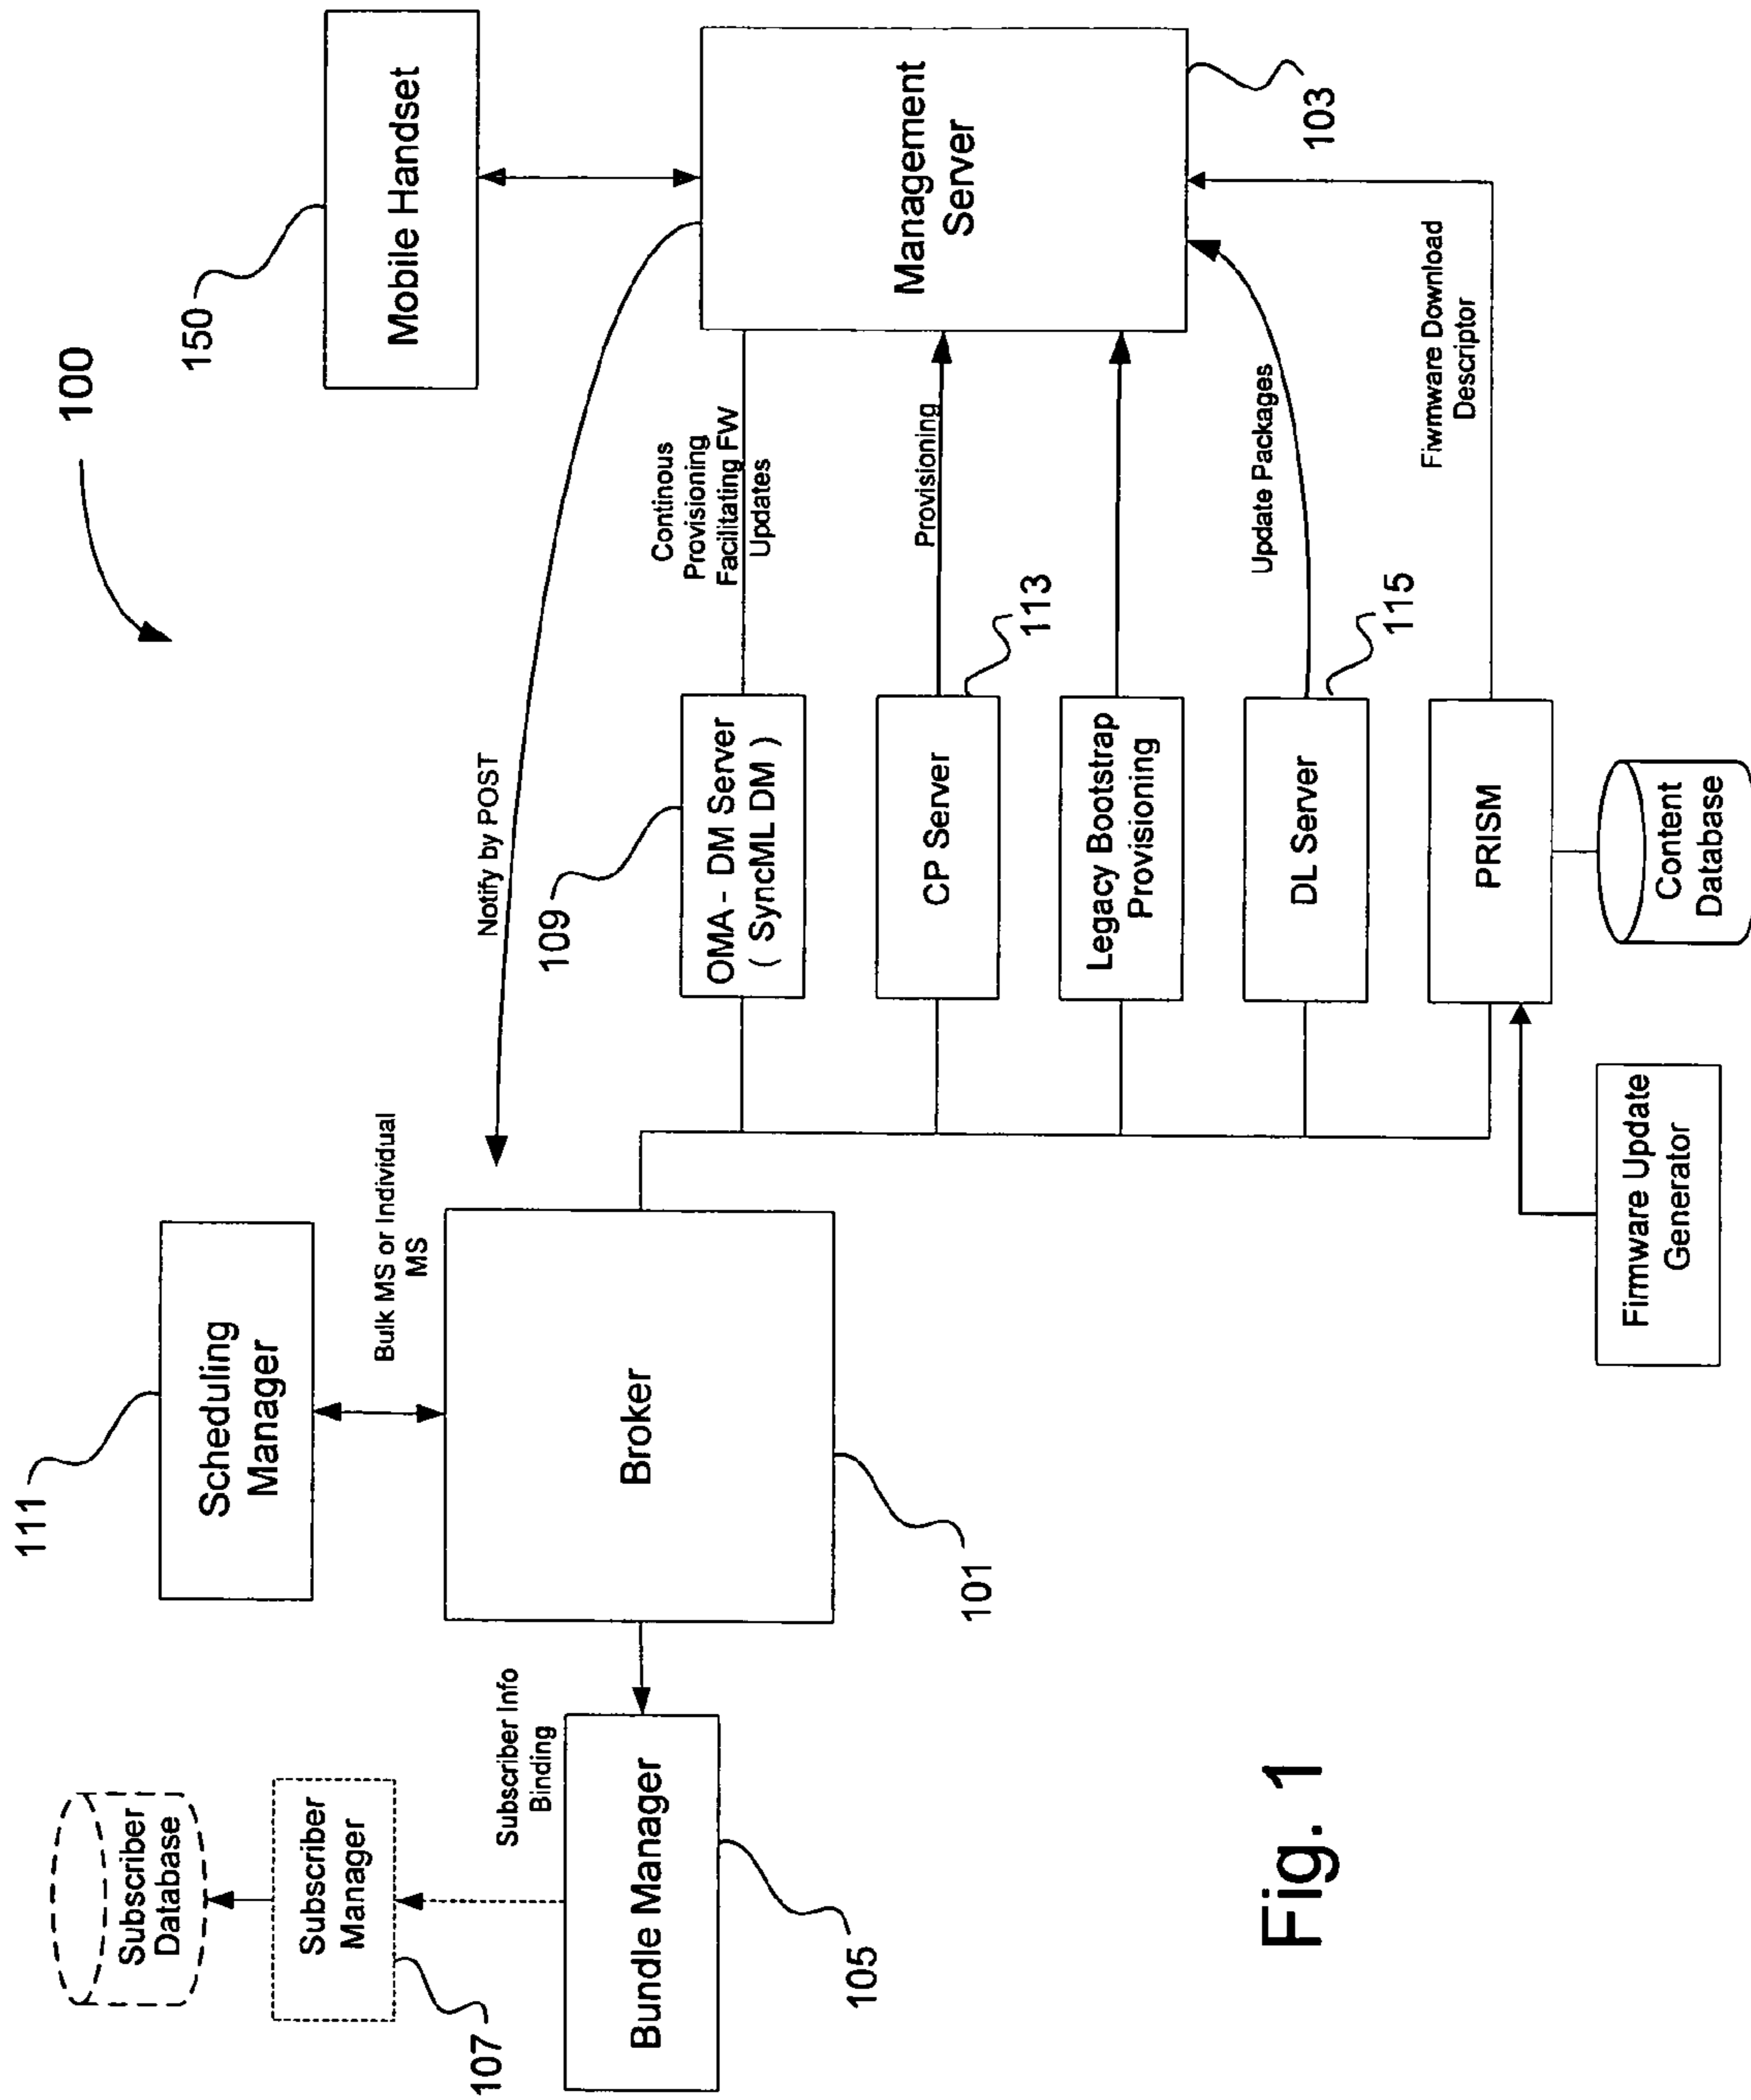 100
111
Scheduling
Manager
150
Mobile Handset
Subscriber
Database
Subscriber
Manager
107
Bulk MS or Individual
MS
Notify by POST
Subscriber Info
Binding
Bundle Manager
105
Broker
101
109
OMA - DM Server
( SyncML DM )
Continous
Provisioning
Facilitating FW
Updates
Management
Server
103
CP Server
113
Provisioning
Legacy Bootstrap
Provisioning
DL Server
115
Update Packages
PRISM
Fiwmware Download
Descriptor
Firmware Update
Generator
Content
Database
Fig. 1